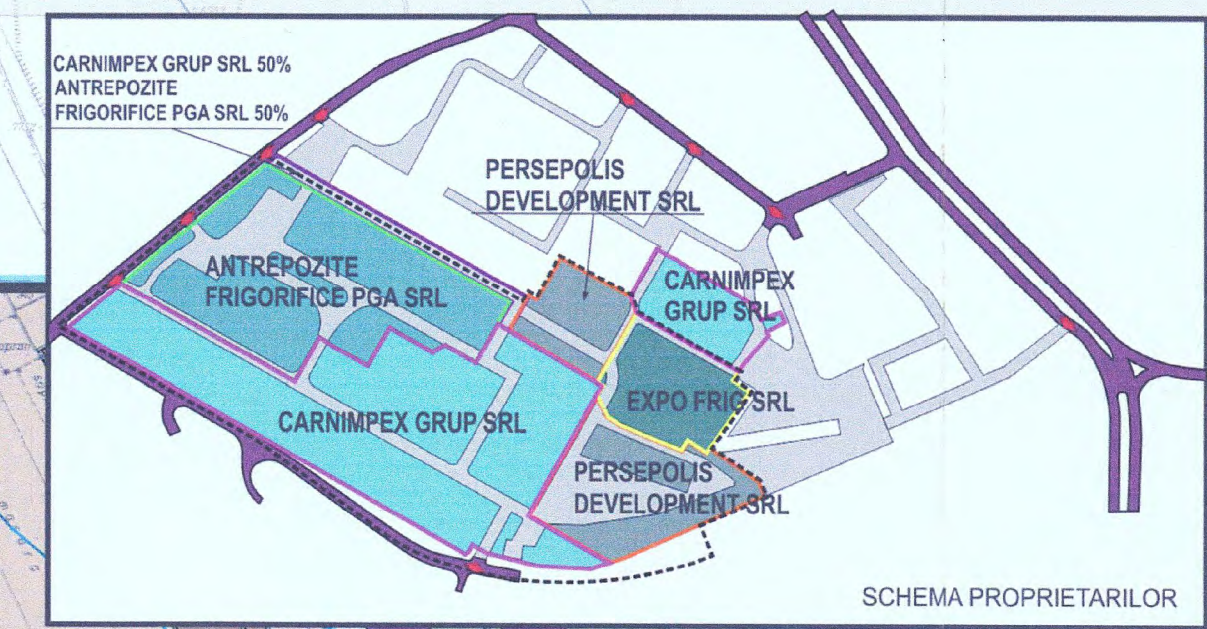 CARNIMPEX GRUP SRL 50%
ANTREPOZITE
FRIGORIFICE PGA SRL 50%
PERSEPOLIS
DEVELOPMENT SRL
ANTREPOZITE
FRIGORIFICE PGA SRL
CARNIMPEX
GRUP SRL
EXPO FRIG SRL
CARNIMPEX GRUP SRL
PERSEPOLIS
DEVELOPMENT SRL
SCHEMA PROPRIETARILOR